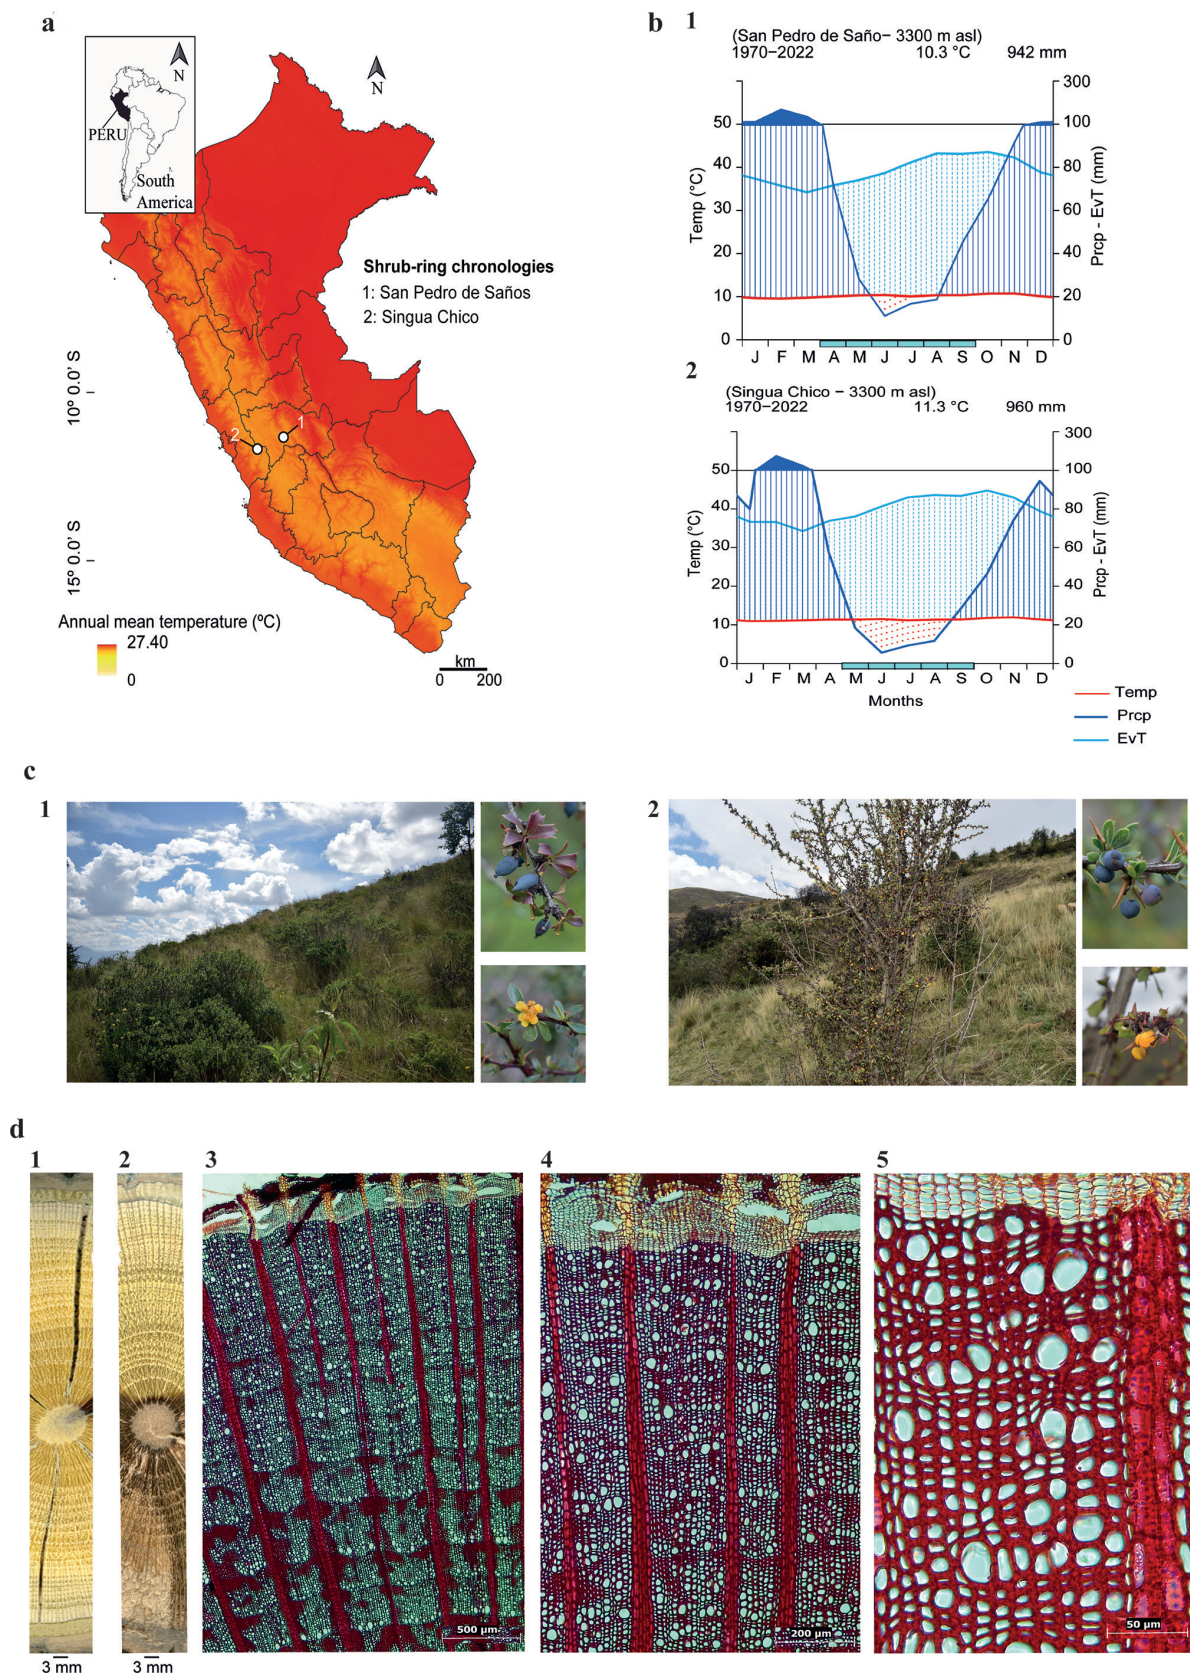 a
N
N
PERU
South
America
Shrub-ring chronologies
1: San Pedro de Saños
2: Singua Chico
10º 0.0' S
15º 0.0' S
1
2
Annual mean temperature (ºC)
27.40
0
km
0 200
b
1
(San Pedro de Saño– 3300 m asl)
1970–2022 10.3 °C 942 mm
Temp (°C)
50
40
30
20
10
0
300
100
80
60
40
20
0
Prcp - EvT (mm)
J F M A M J J A S O N D
2
(Singua Chico – 3300 m asl)
1970–2022 11.3 °C 960 mm
Temp (°C)
50
40
30
20
10
0
300
100
80
60
40
20
0
Prcp - EvT (mm)
J F M A M J J A S O N D
Months
Temp
Prcp
EvT
c
1
2
d
1
2
3
4
5
3 mm
3 mm
500 µm
200 µm
50 µm